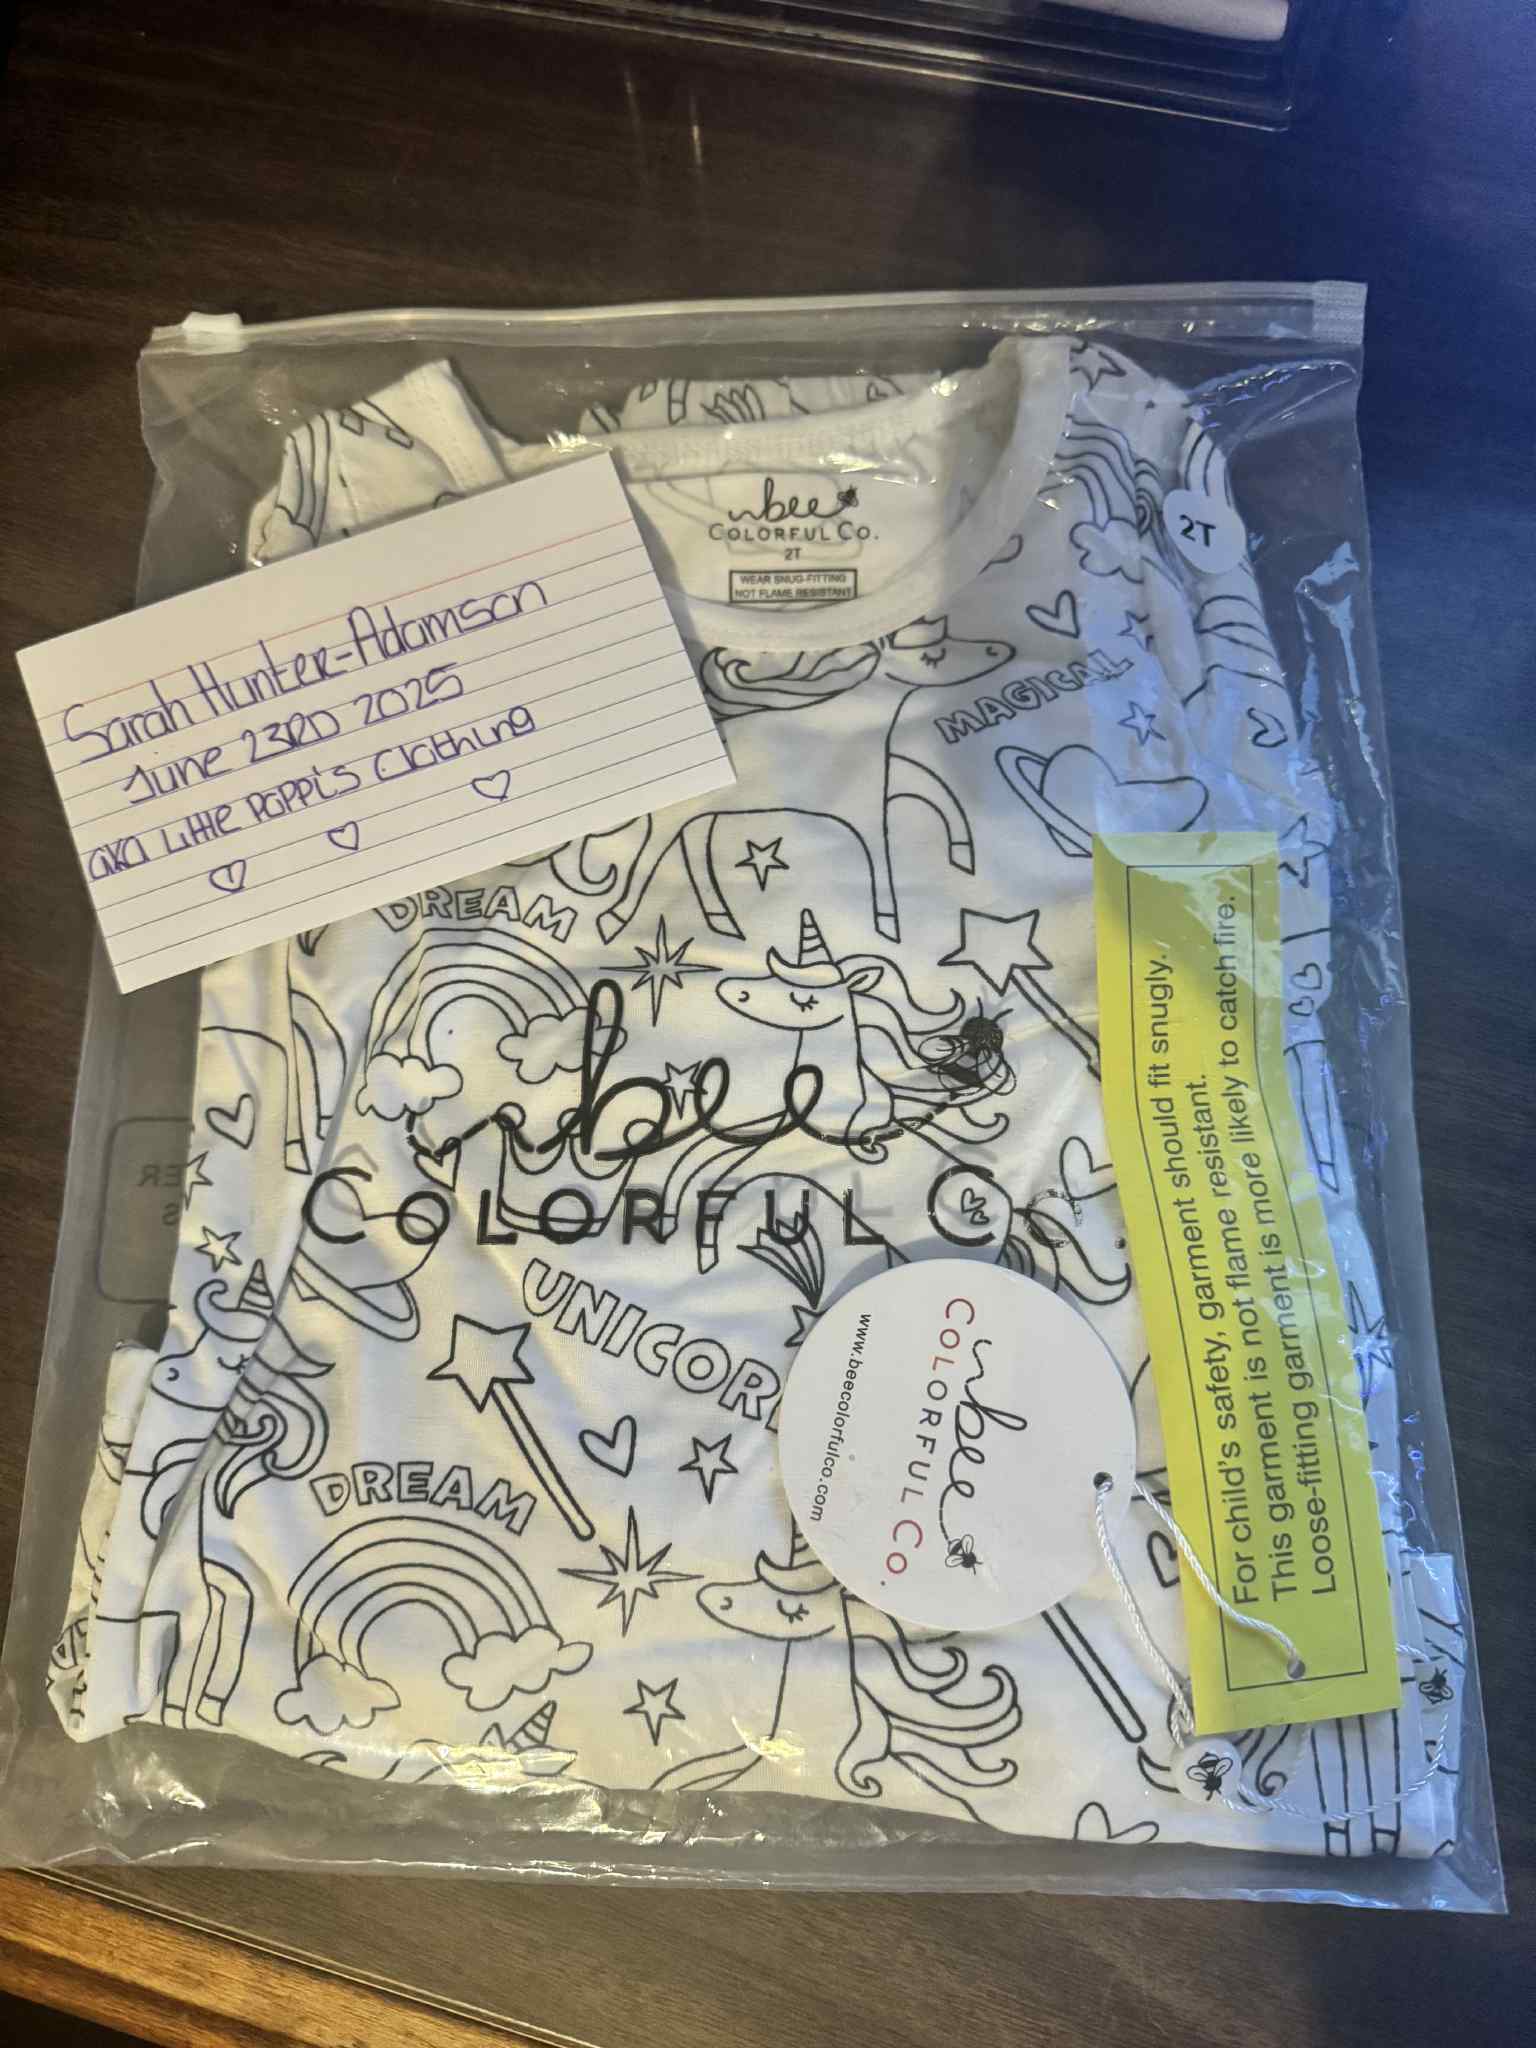 bee
COLORFUL CO.
2T
WEAR SNUG-FITTING
NOT FLAME RESISTANT
2T
Sarah Hunter-Adamson
June 23RD 2025
aka Little Poppi's Clothing
MAGICAL
DREAM
bee
COLORFUL CO.
UNICOR
DREAM
bee
COLORFUL CO.
www.beecolorfulco.com
For child's safety, garment should fit snugly.
This garment is not flame resistant.
Loose-fitting garment is more likely to catch fire.